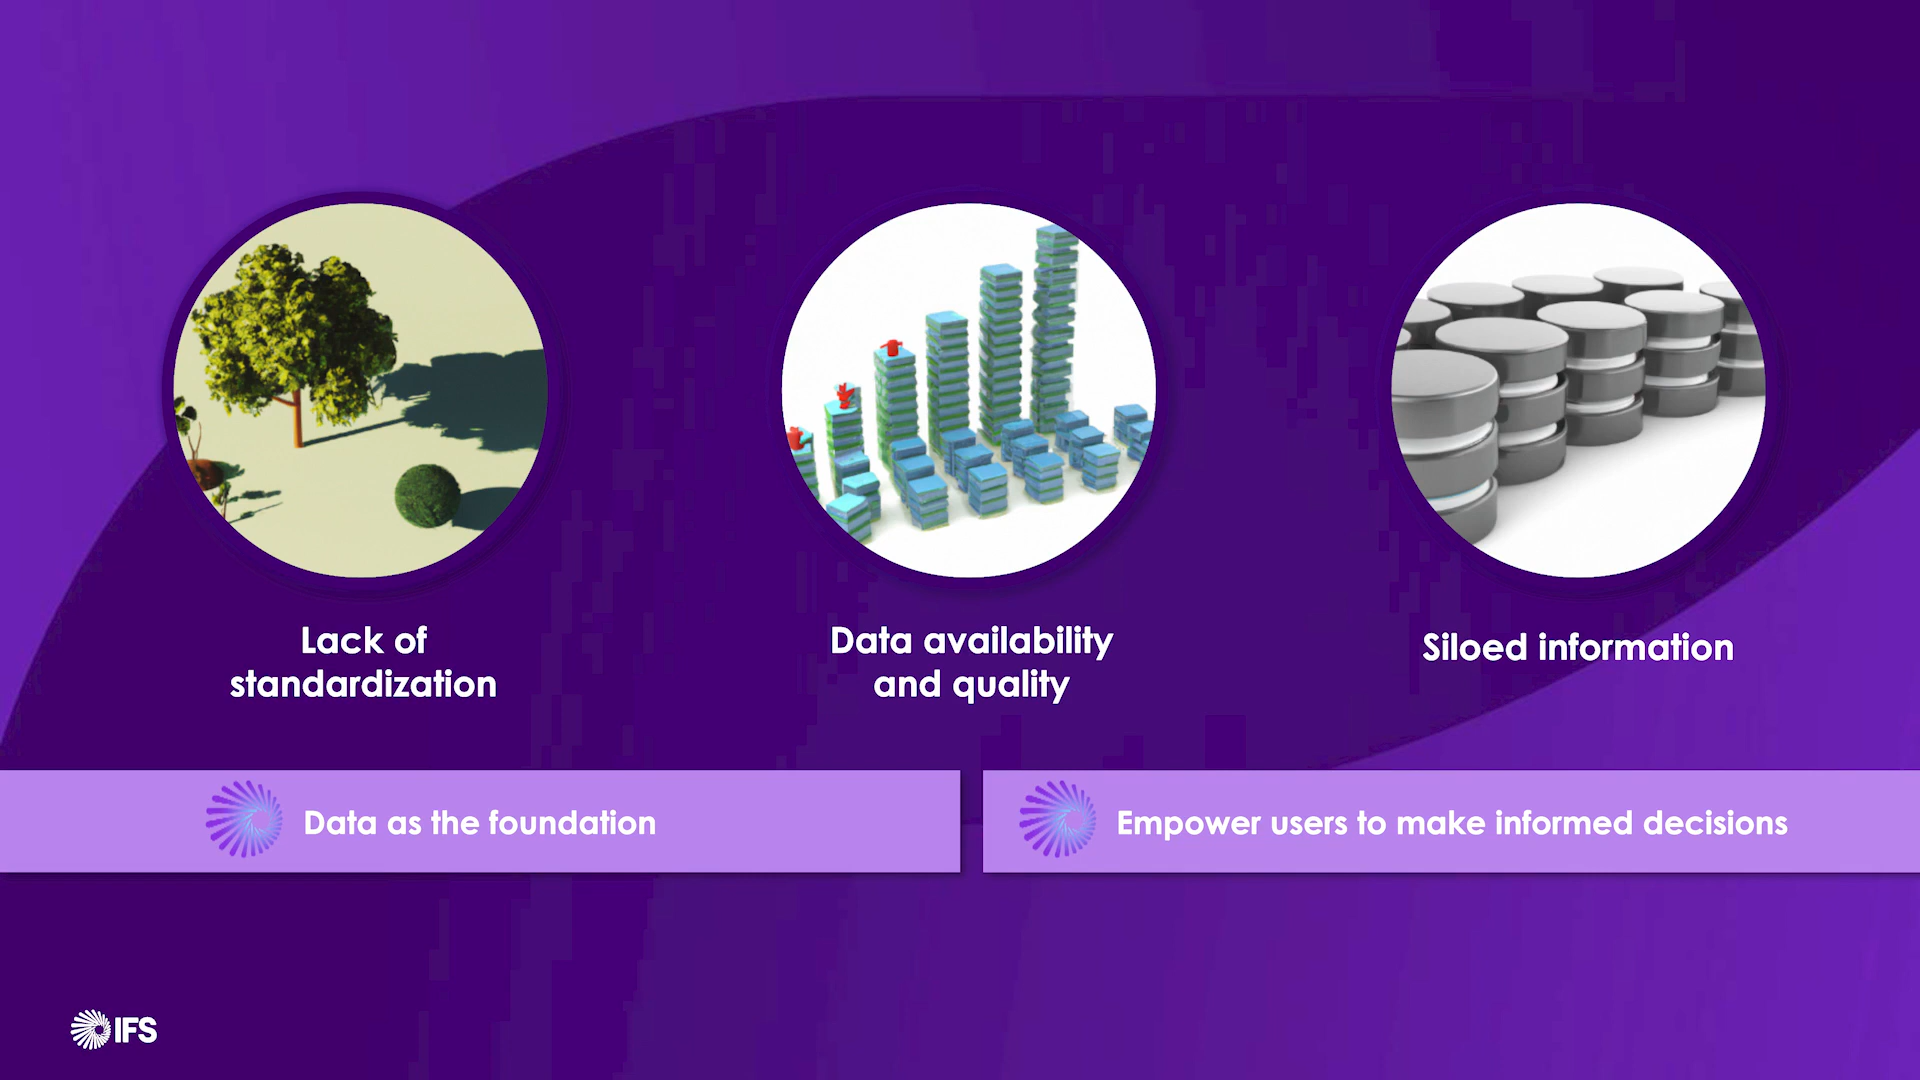 Lack of
standardization
Data availability
and quality
Siloed information
Data as the foundation
Empower users to make informed decisions
IFS